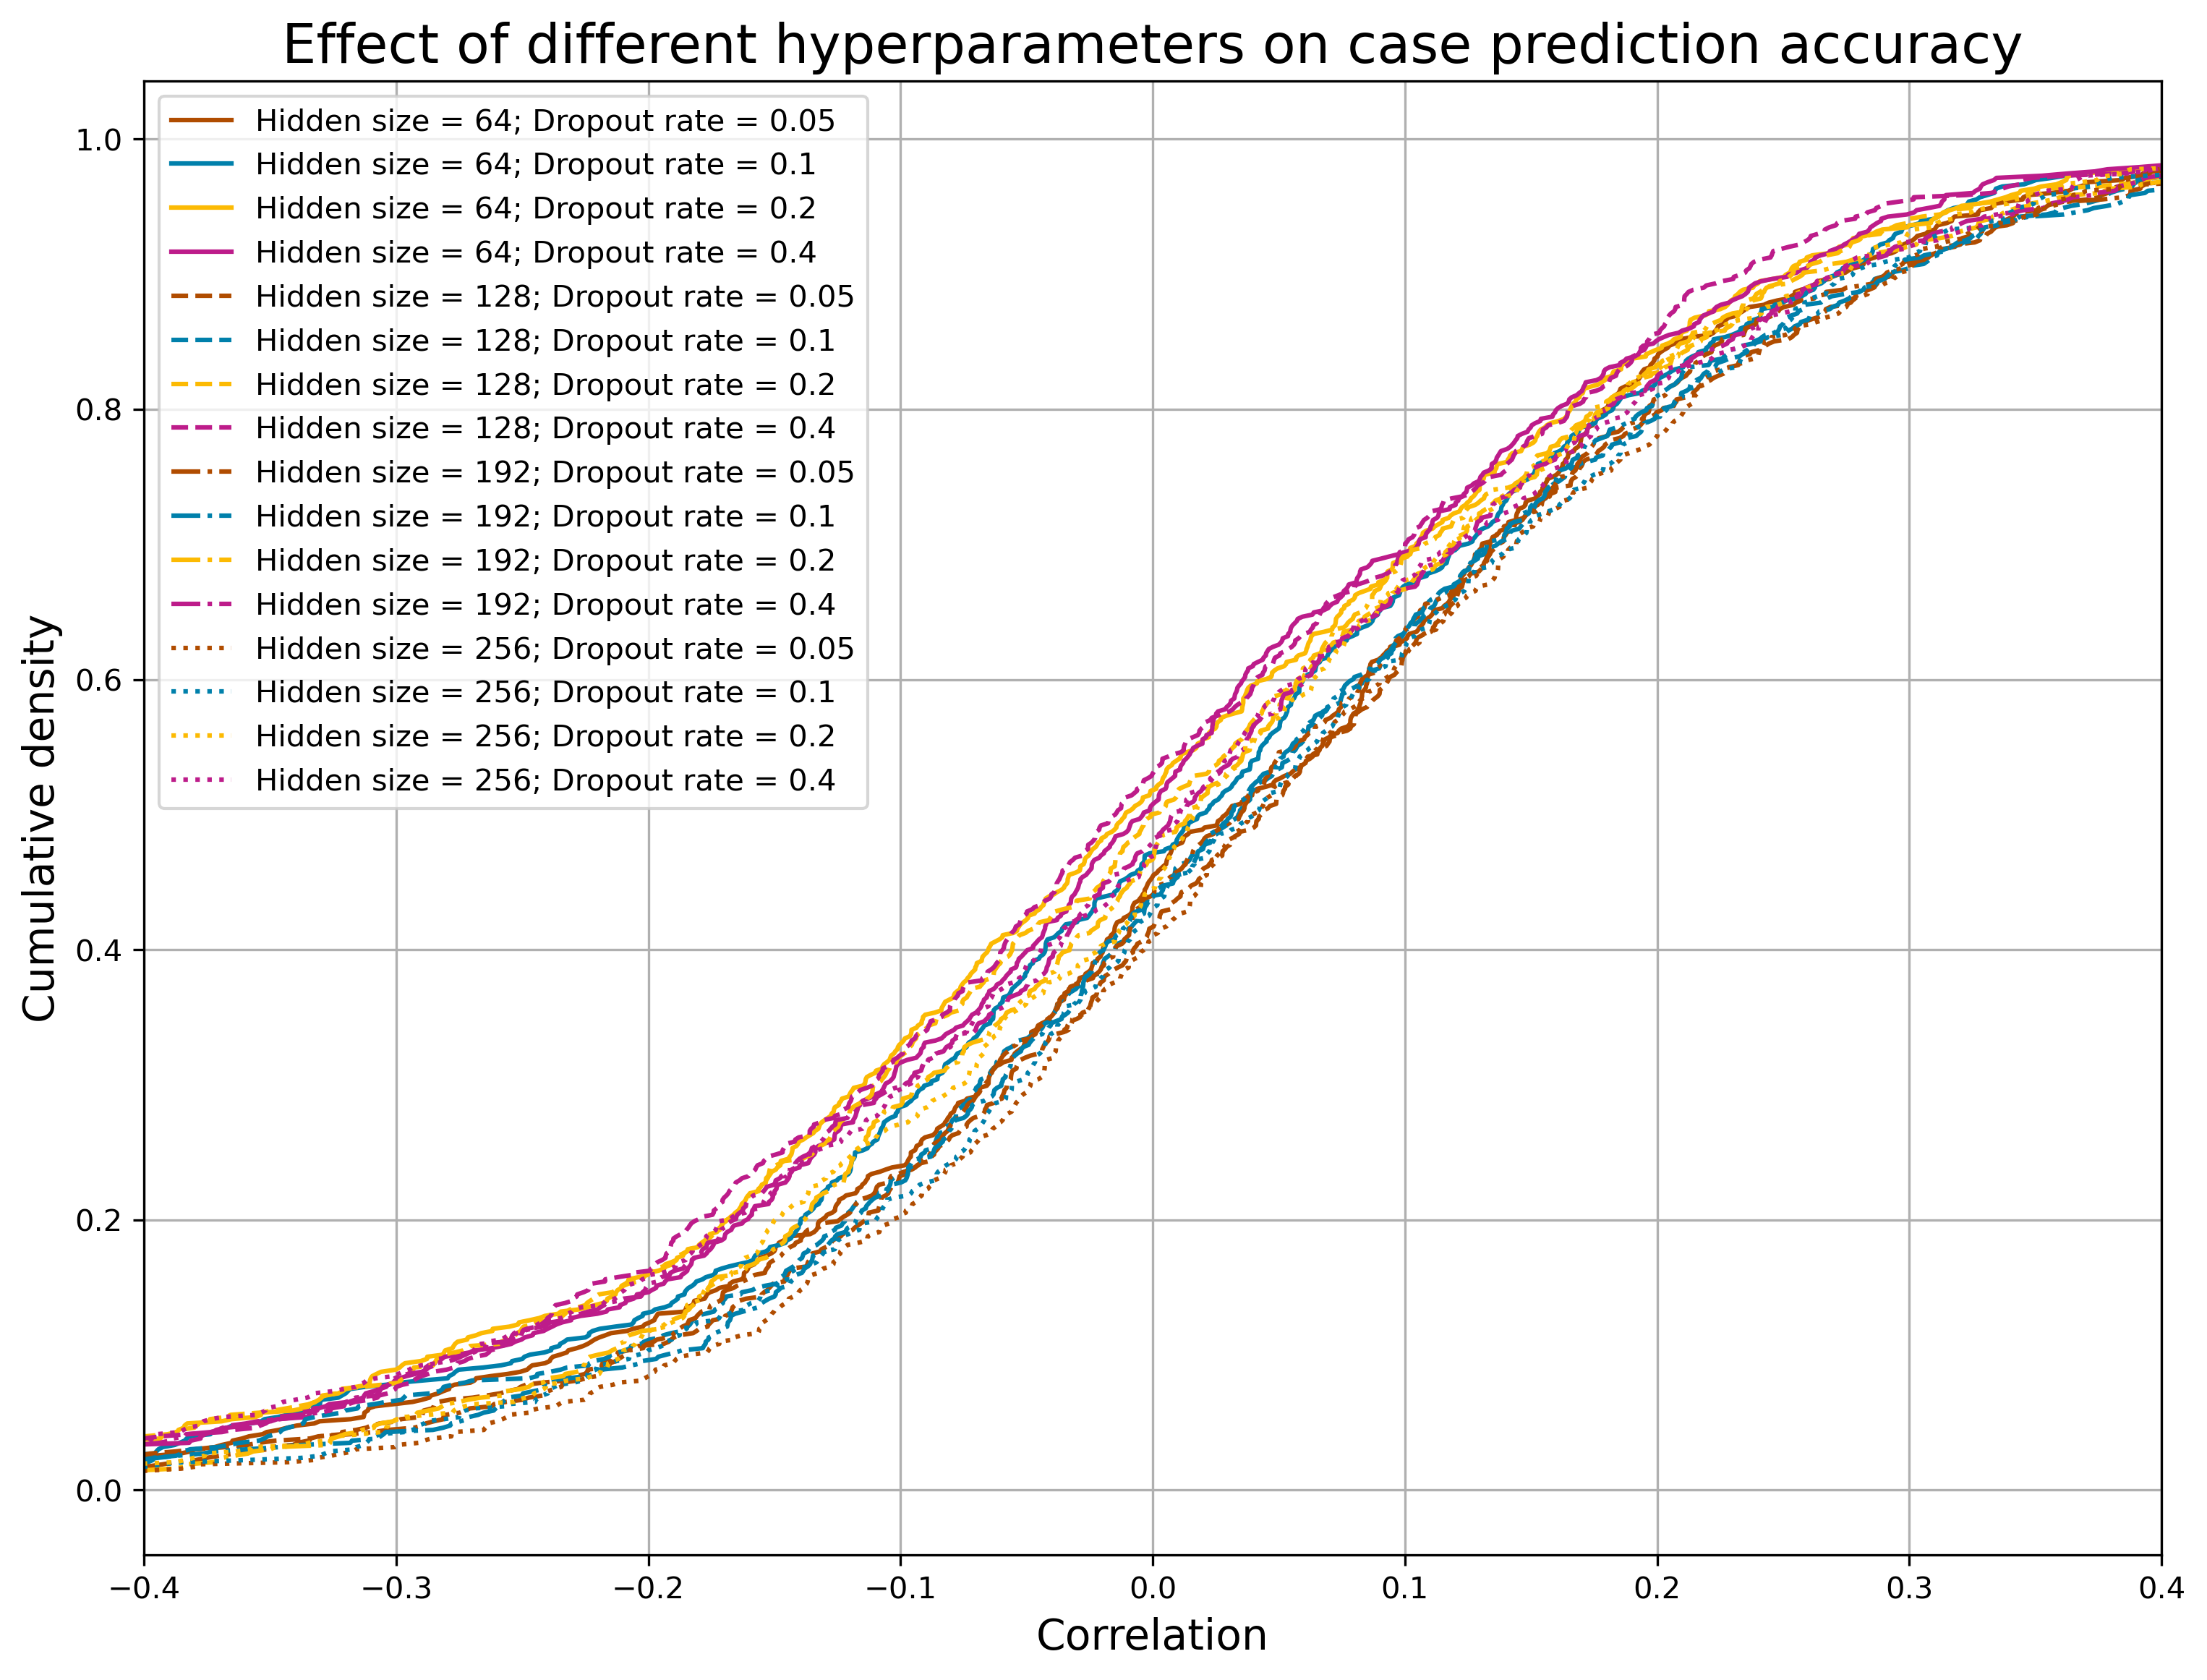 Effect of different hyperparameters on case prediction accuracy
Hidden size = 64; Dropout rate = 0.05
Hidden size = 64; Dropout rate = 0.1
Hidden size = 64; Dropout rate = 0.2
Hidden size = 64; Dropout rate = 0.4
Hidden size = 128; Dropout rate = 0.05
Hidden size = 128; Dropout rate = 0.1
Hidden size = 128; Dropout rate = 0.2
Hidden size = 128; Dropout rate = 0.4
Hidden size = 192; Dropout rate = 0.05
Hidden size = 192; Dropout rate = 0.1
Hidden size = 192; Dropout rate = 0.2
Hidden size = 192; Dropout rate = 0.4
Hidden size = 256; Dropout rate = 0.05
Hidden size = 256; Dropout rate = 0.1
Hidden size = 256; Dropout rate = 0.2
Hidden size = 256; Dropout rate = 0.4
Cumulative density
1.0
0.8
0.6
0.4
0.2
0.0
−0.4 −0.3 −0.2 −0.1 0.0 0.1 0.2 0.3 0.4
Correlation